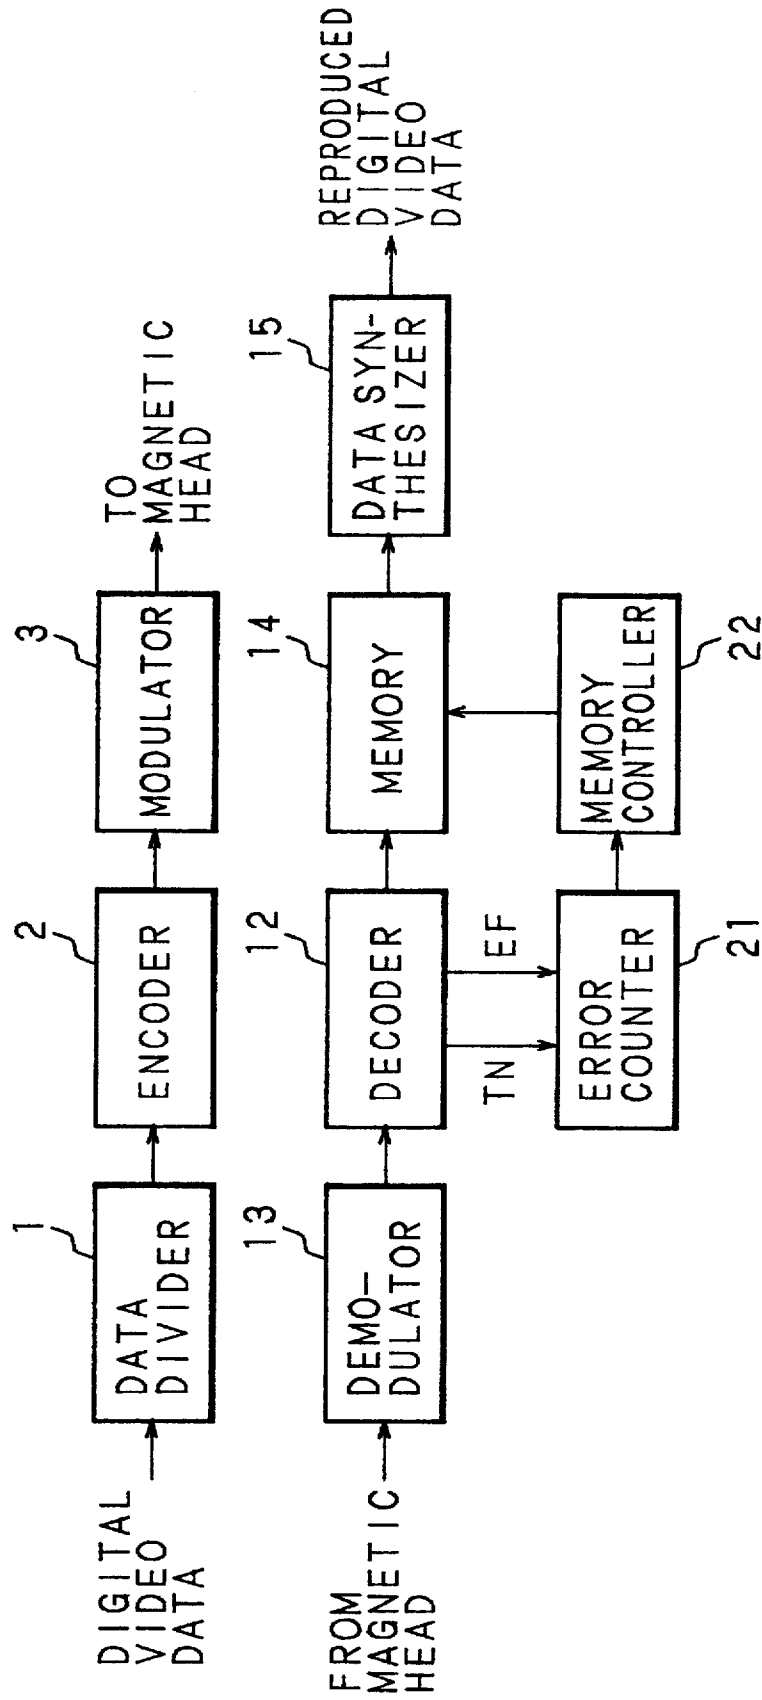 1
2
3
DIGITAL
VIDEO
DATA
DATA
DIVIDER
ENCODER
MODULATOR
TO
MAGNETIC
HEAD
13
12
14
15
FROM
MAGNETIC
HEAD
DEMO-
DULATOR
DECODER
MEMORY
DATA SYN-
THESIZER
REPRODUCED
DIGITAL
VIDEO
DATA
TN
EF
ERROR
COUNTER
MEMORY
CONTROLLER
21
22